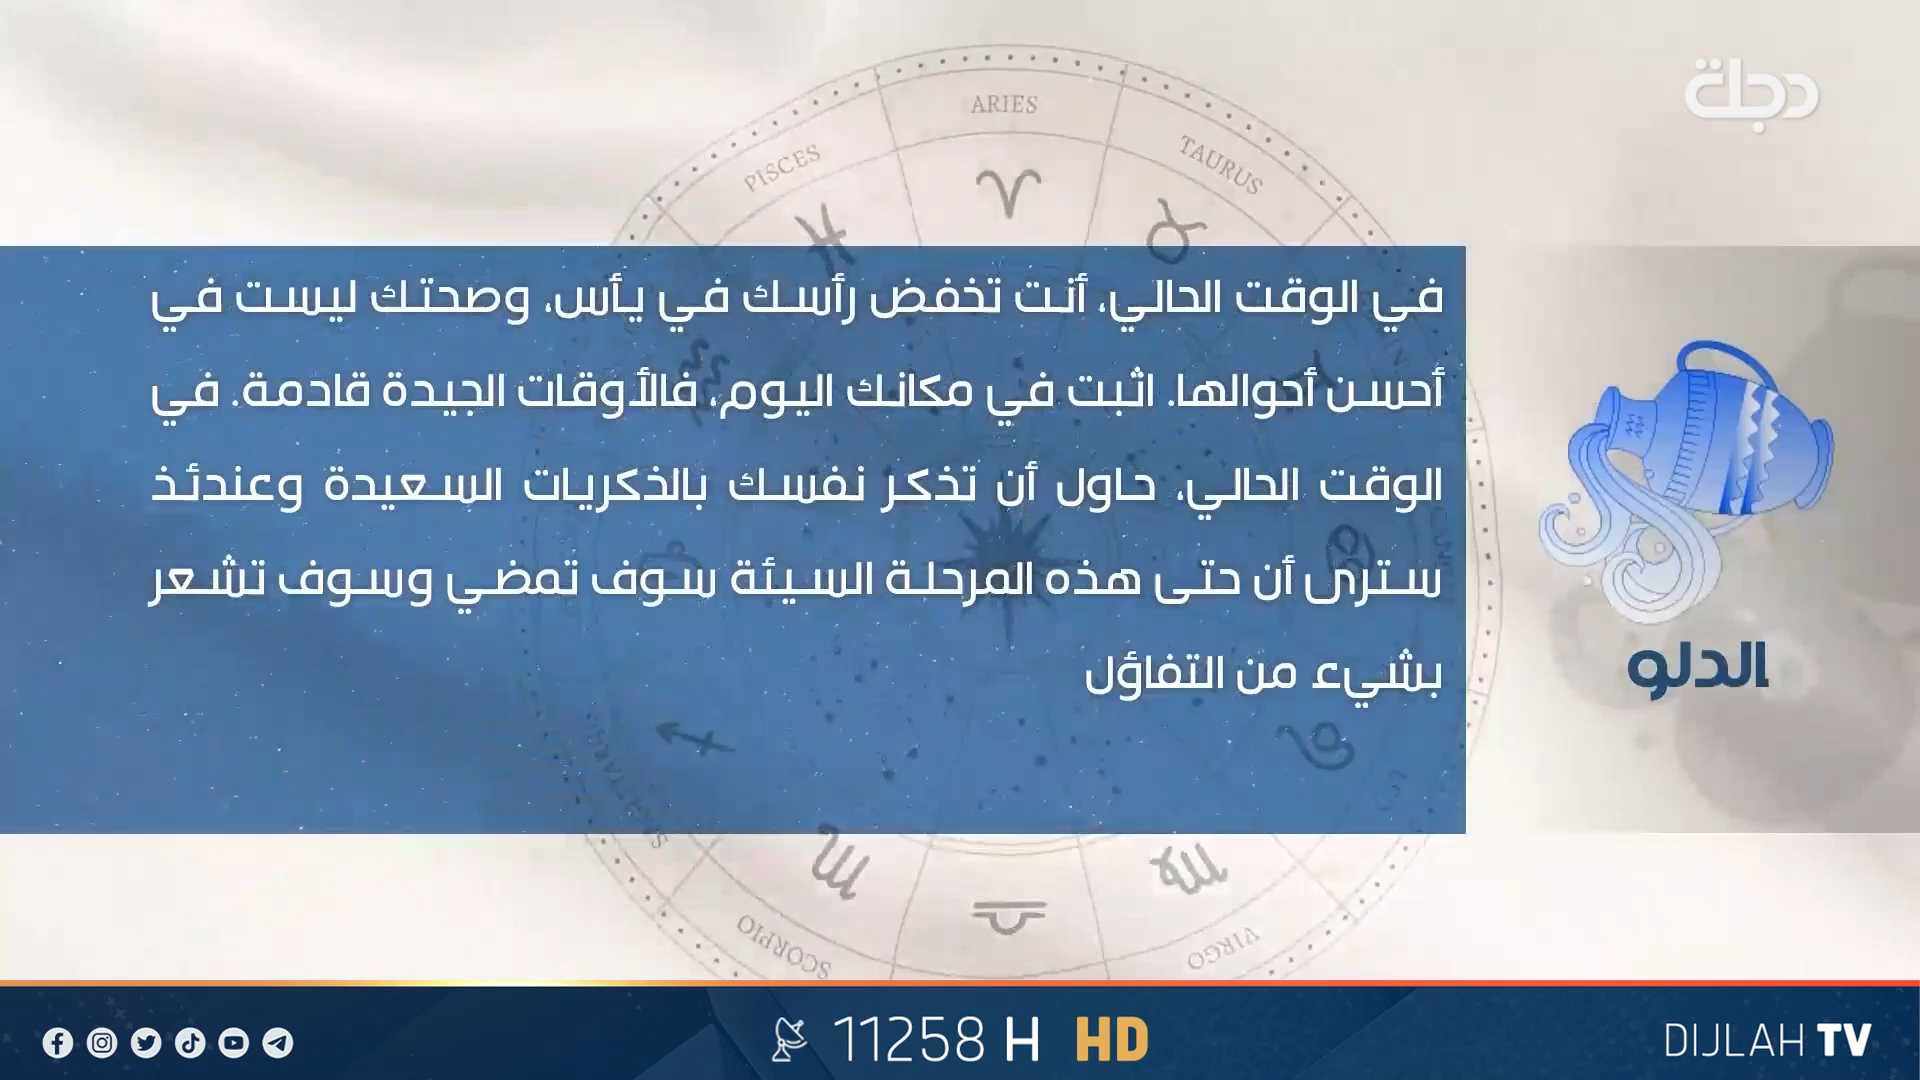 دجلة
ARIES
PISCES
TAURUS
في الوقت الحالي، أنت تخفض رأسك في يأس، وصحتك ليست في
أحسن أحوالها. اثبت في مكانك اليوم، فالأوقات الجيدة قادمة. في
الوقت الحالي، حاول أن تذكر نفسك بالذكريات السعيدة وعندئذ
سترى أن حتى هذه المرحلة السيئة سوف تمضي وسوف تشعر
بشيء من التفاؤل
الدلو
SCORPIO
VIRGO
11258 H HD
DIJLAH TV